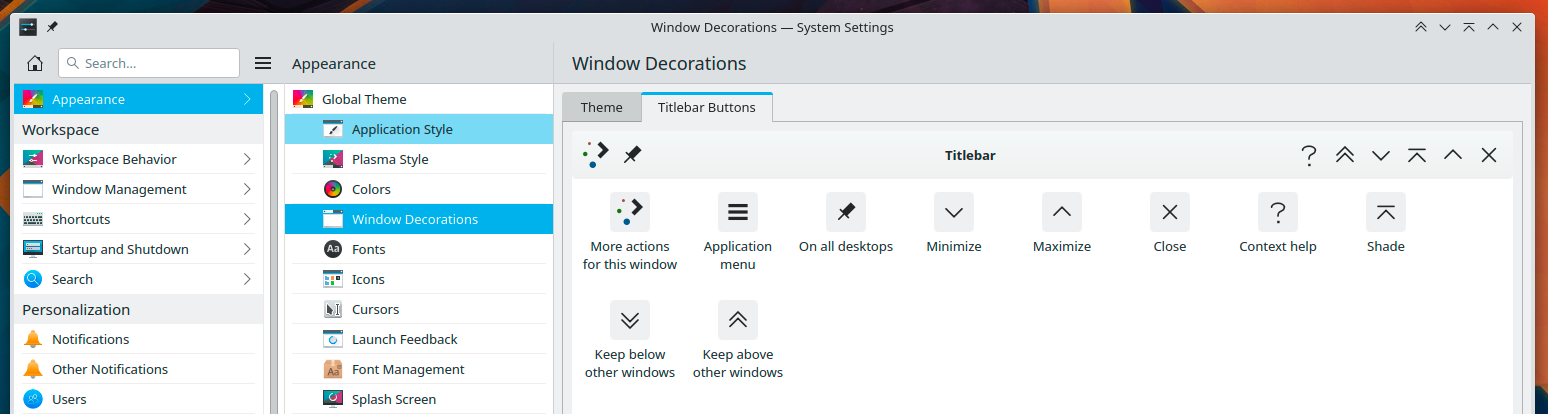 Window Decorations — System Settings
Search...
Appearance
Workspace
Workspace Behavior
Window Management
Shortcuts
Startup and Shutdown
Search
Personalization
Notifications
Other Notifications
Users
Appearance
Global Theme
Application Style
Plasma Style
Colors
Window Decorations
Aa Fonts
Icons
Cursors
Launch Feedback
Aa Font Management
Splash Screen
Window Decorations
Theme Titlebar Buttons
Titlebar
More actions
for this window
Application
menu
On all desktops
Minimize
Maximize
Close
Context help
Shade
Keep below
other windows
Keep above
other windows